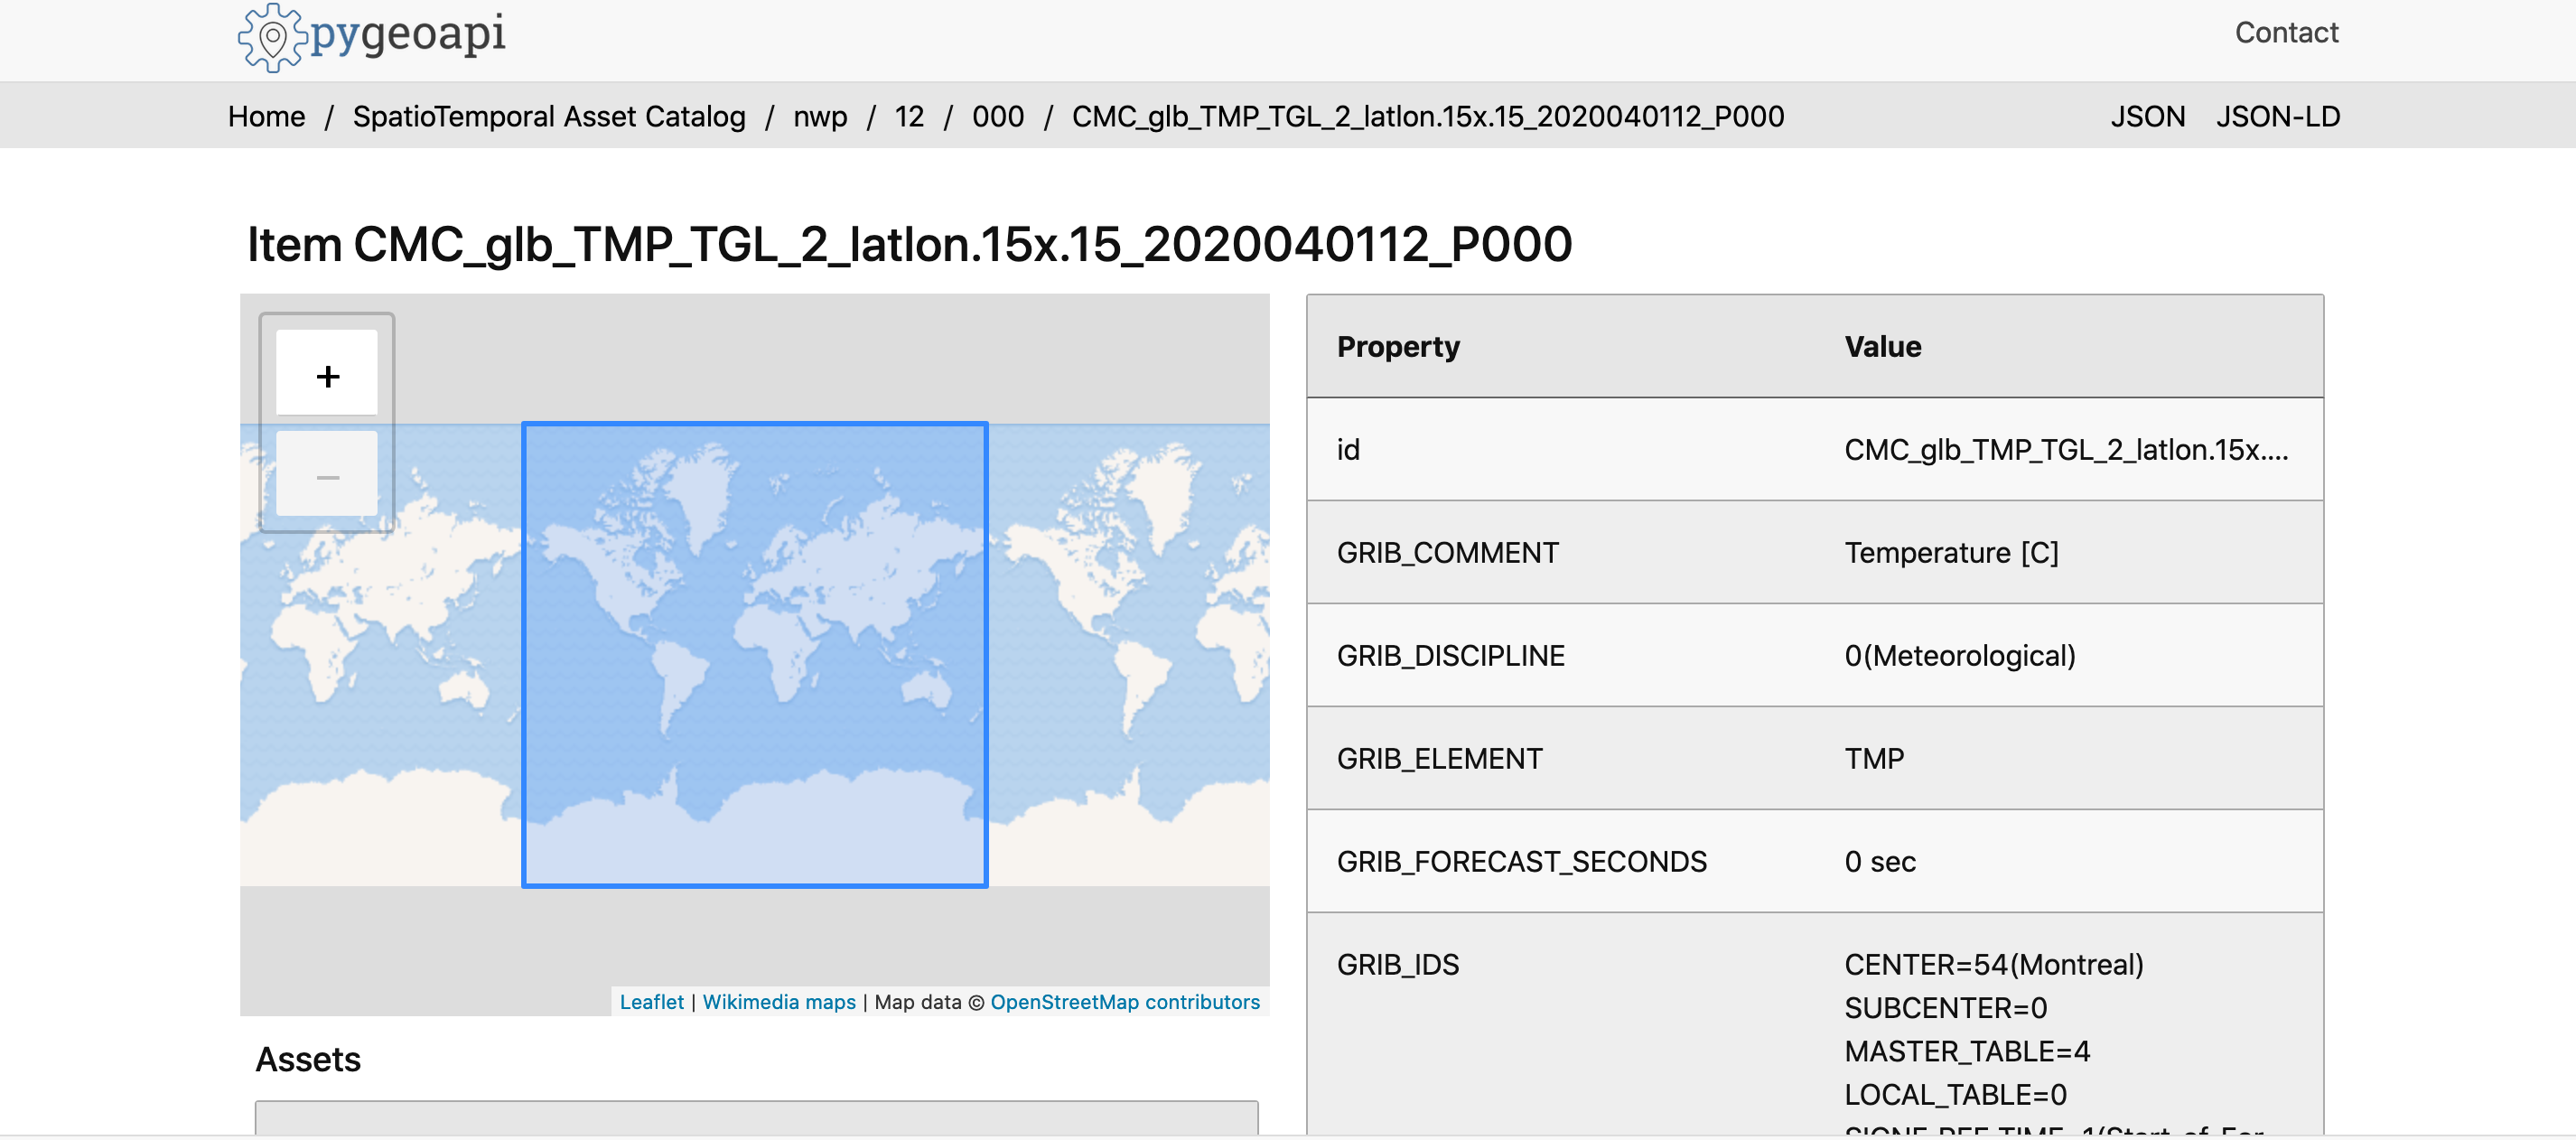 pygeoapi
Contact
Home / SpatioTemporal Asset Catalog / nwp / 12 / 000 / CMC_glb_TMP_TGL_2_latlon.15x.15_2020040112_P000
JSON JSON-LD
Item CMC_glb_TMP_TGL_2_latlon.15x.15_2020040112_P000
+
−
Leaflet | Wikimedia maps | Map data © OpenStreetMap contributors
Assets
Property Value
id CMC_glb_TMP_TGL_2_latlon.15x....
GRIB_COMMENT Temperature [C]
GRIB_DISCIPLINE 0(Meteorological)
GRIB_ELEMENT TMP
GRIB_FORECAST_SECONDS 0 sec
GRIB_IDS CENTER=54(Montreal)
SUBCENTER=0
MASTER_TABLE=4
LOCAL_TABLE=0